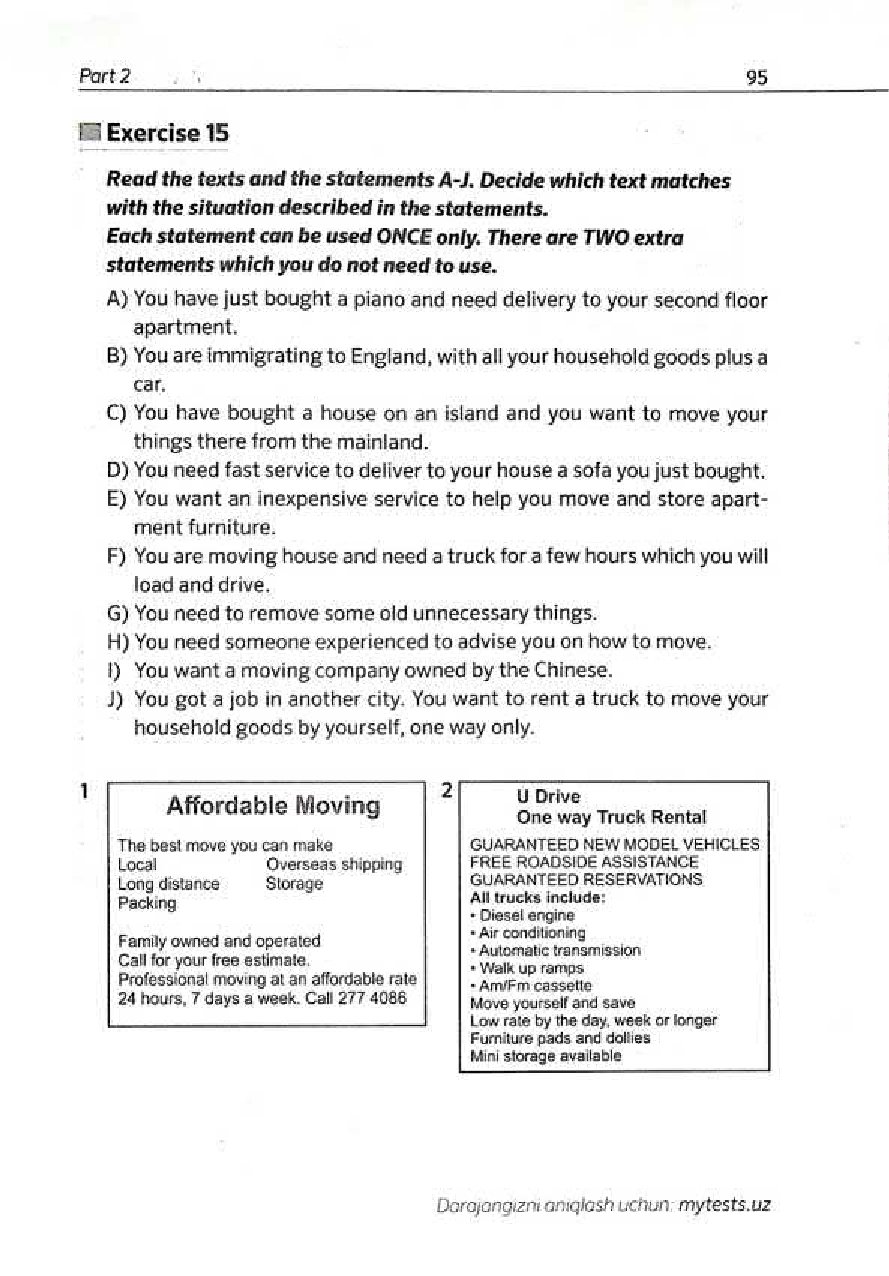 Part 2
95
Exercise 15
Read the texts and the statements A-J. Decide which text matches
with the situation described in the statements.
Each statement can be used ONCE only. There are TWO extra
statements which you do not need to use.
A) You have just bought a piano and need delivery to your second floor
apartment.
B) You are immigrating to England, with all your household goods plus a
car.
C) You have bought a house on an island and you want to move your
things there from the mainland.
D) You need fast service to deliver to your house a sofa you just bought.
E) You want an inexpensive service to help you move and store apart-
ment furniture.
F) You are moving house and need a truck for a few hours which you will
load and drive.
G) You need to remove some old unnecessary things.
H) You need someone experienced to advise you on how to move.
I) You want a moving company owned by the Chinese.
J) You got a job in another city. You want to rent a truck to move your
household goods by yourself, one way only.
1
Affordable Moving
The best move you can make
Local Overseas shipping
Long distance Storage
Packing
Family owned and operated
Call for your free estimate.
Professional moving at an affordable rate
24 hours, 7 days a week. Call 277 4086
2
U Drive
One way Truck Rental
GUARANTEED NEW MODEL VEHICLES
FREE ROADSIDE ASSISTANCE
GUARANTEED RESERVATIONS
All trucks include:
• Diesel engine
• Air conditioning
• Automatic transmission
• Walk up ramps
• Am/Fm cassette
Move yourself and save
Low rate by the day, week or longer
Furniture pads and dollies
Mini storage available
Darajangizni aniqlash uchun: mytests.uz